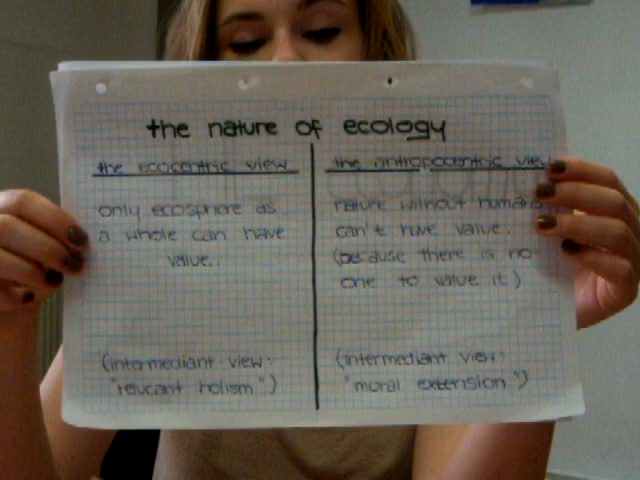 the nature of ecology
the ecocentric view
only ecosphere as
a whole can have
value.
(intermediant view:
"relucant holism")
the antropocentric view
nature without humans
can't have value.
(because there is no
one to value it)
(intermediant view:
"moral extension")